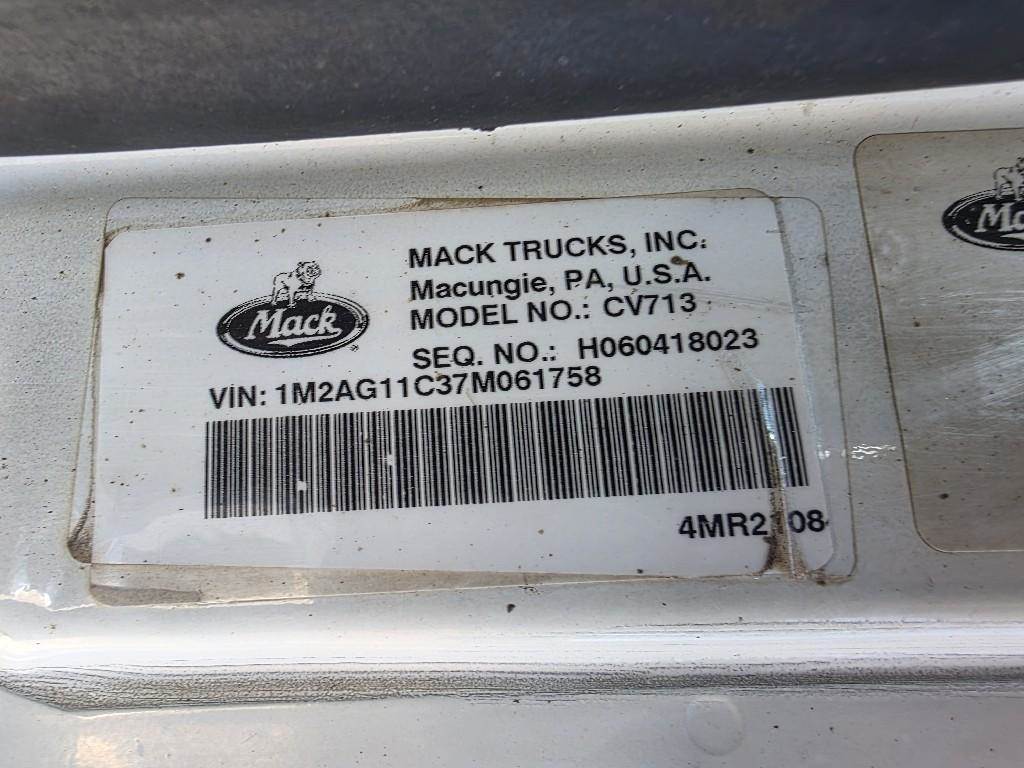 MACK TRUCKS, INC.
Macungie, PA, U.S.A.
Mack
MODEL NO.: CV713
SEQ. NO.: H060418023
VIN: 1M2AG11C37M061758